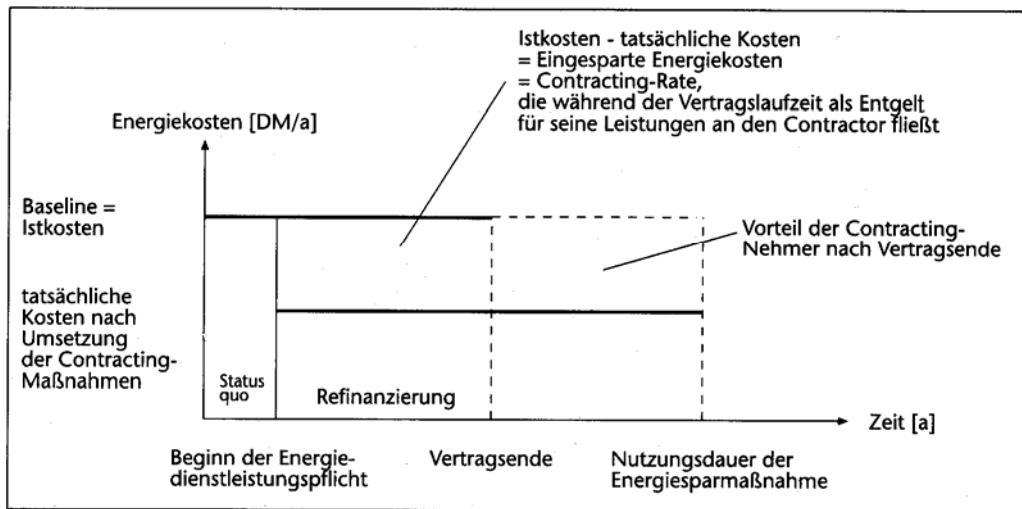 Istkosten - tatsächliche Kosten
= Eingesparte Energiekosten
= Contracting-Rate,
die während der Vertragslaufzeit als Entgelt
für seine Leistungen an den Contractor fließt
Energiekosten [DM/a]
Baseline =
Istkosten
Vorteil der Contracting-
Nehmer nach Vertragsende
tatsächliche
Kosten nach
Umsetzung
der Contracting-
Maßnahmen
Status
quo
Refinanzierung
Zeit [a]
Beginn der Energie-
dienstleistungspflicht
Vertragsende
Nutzungsdauer der
Energiesparmaßnahme